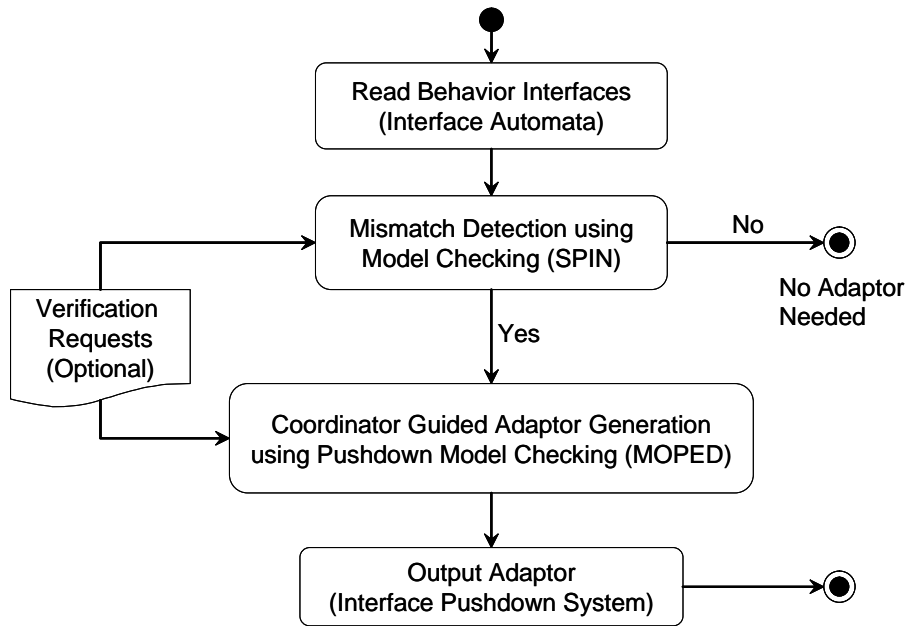 Read Behavior Interfaces
(Interface Automata)
Mismatch Detection using
Model Checking (SPIN)
No
No Adaptor
Needed
Verification
Requests
(Optional)
Yes
Coordinator Guided Adaptor Generation
using Pushdown Model Checking (MOPED)
Output Adaptor
(Interface Pushdown System)